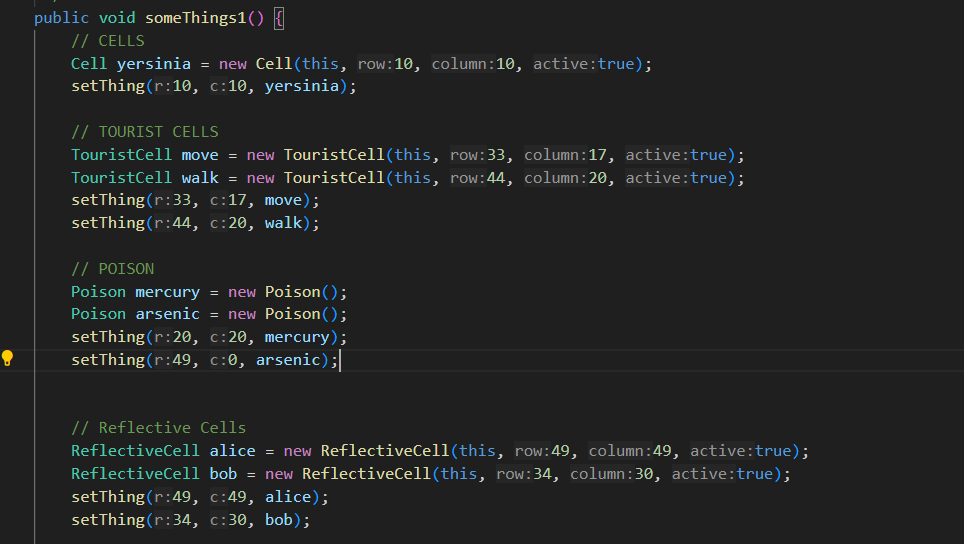 public void someThings1() {
// CELLS
Cell yersinia = new Cell(this, row:10, column:10, active:true);
setThing(r:10, c:10, yersinia);
// TOURIST CELLS
TouristCell move = new TouristCell(this, row:33, column:17, active:true);
TouristCell walk = new TouristCell(this, row:44, column:20, active:true);
setThing(r:33, c:17, move);
setThing(r:44, c:20, walk);
// POISON
Poison mercury = new Poison();
Poison arsenic = new Poison();
setThing(r:20, c:20, mercury);
setThing(r:49, c:0, arsenic);
// Reflective Cells
ReflectiveCell alice = new ReflectiveCell(this, row:49, column:49, active:true);
ReflectiveCell bob = new ReflectiveCell(this, row:34, column:30, active:true);
setThing(r:49, c:49, alice);
setThing(r:34, c:30, bob);